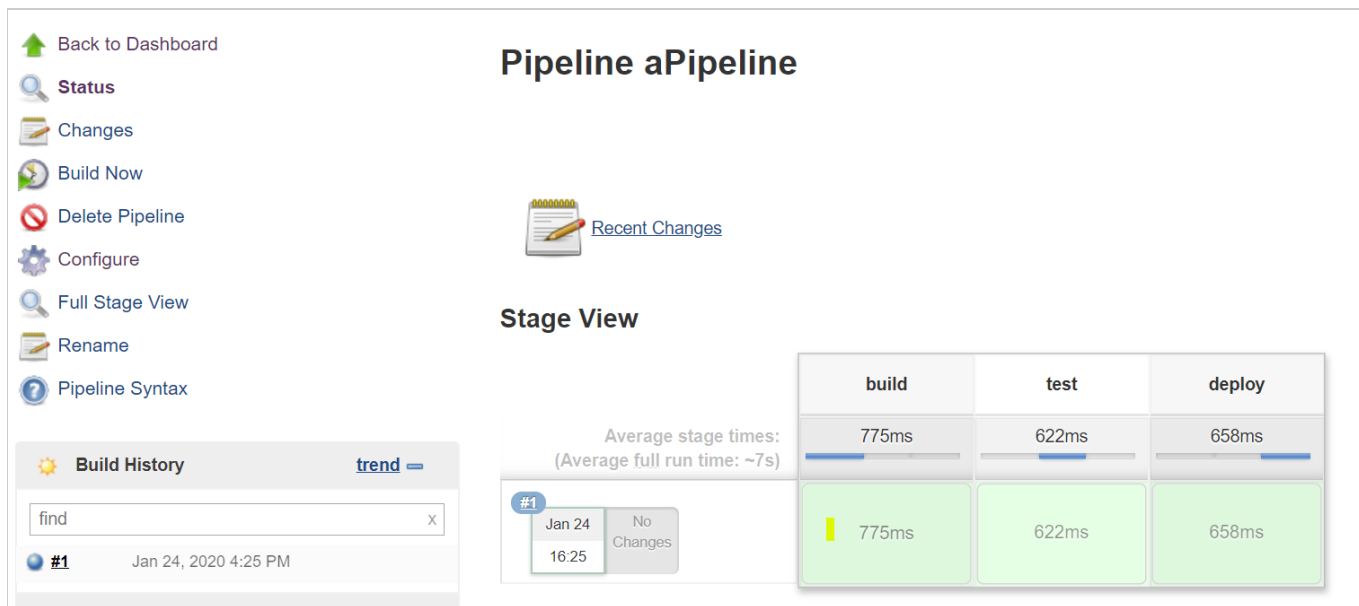 Back to Dashboard
Status
Changes
Build Now
Delete Pipeline
Configure
Full Stage View
Rename
Pipeline Syntax
Build History
trend
find
x
#1
Jan 24, 2020 4:25 PM
Pipeline aPipeline
Recent Changes
Stage View
build
test
deploy
Average stage times:
(Average full run time: ~7s)
775ms
622ms
658ms
#1
Jan 24
16:25
No
Changes
775ms
622ms
658ms